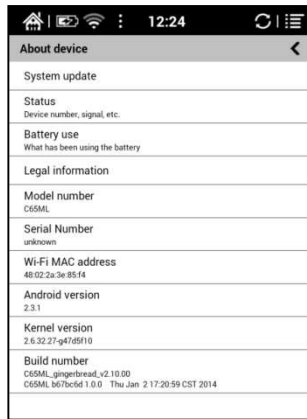 12:24
About device
System update
Status
Device number, signal, etc.
Battery use
What has been using the battery
Legal information
Model number
C65ML
Serial Number
unknown
Wi-Fi MAC address
48:02:2a:3e:85:f4
Android version
2.3.1
Kernel version
2.6.32.27-g47d5f10
Build number
C65ML_gingerbread_v2.10.00
C65ML b67bc6d 1.0.0 Thu Jan 2 17:20:59 CST 2014